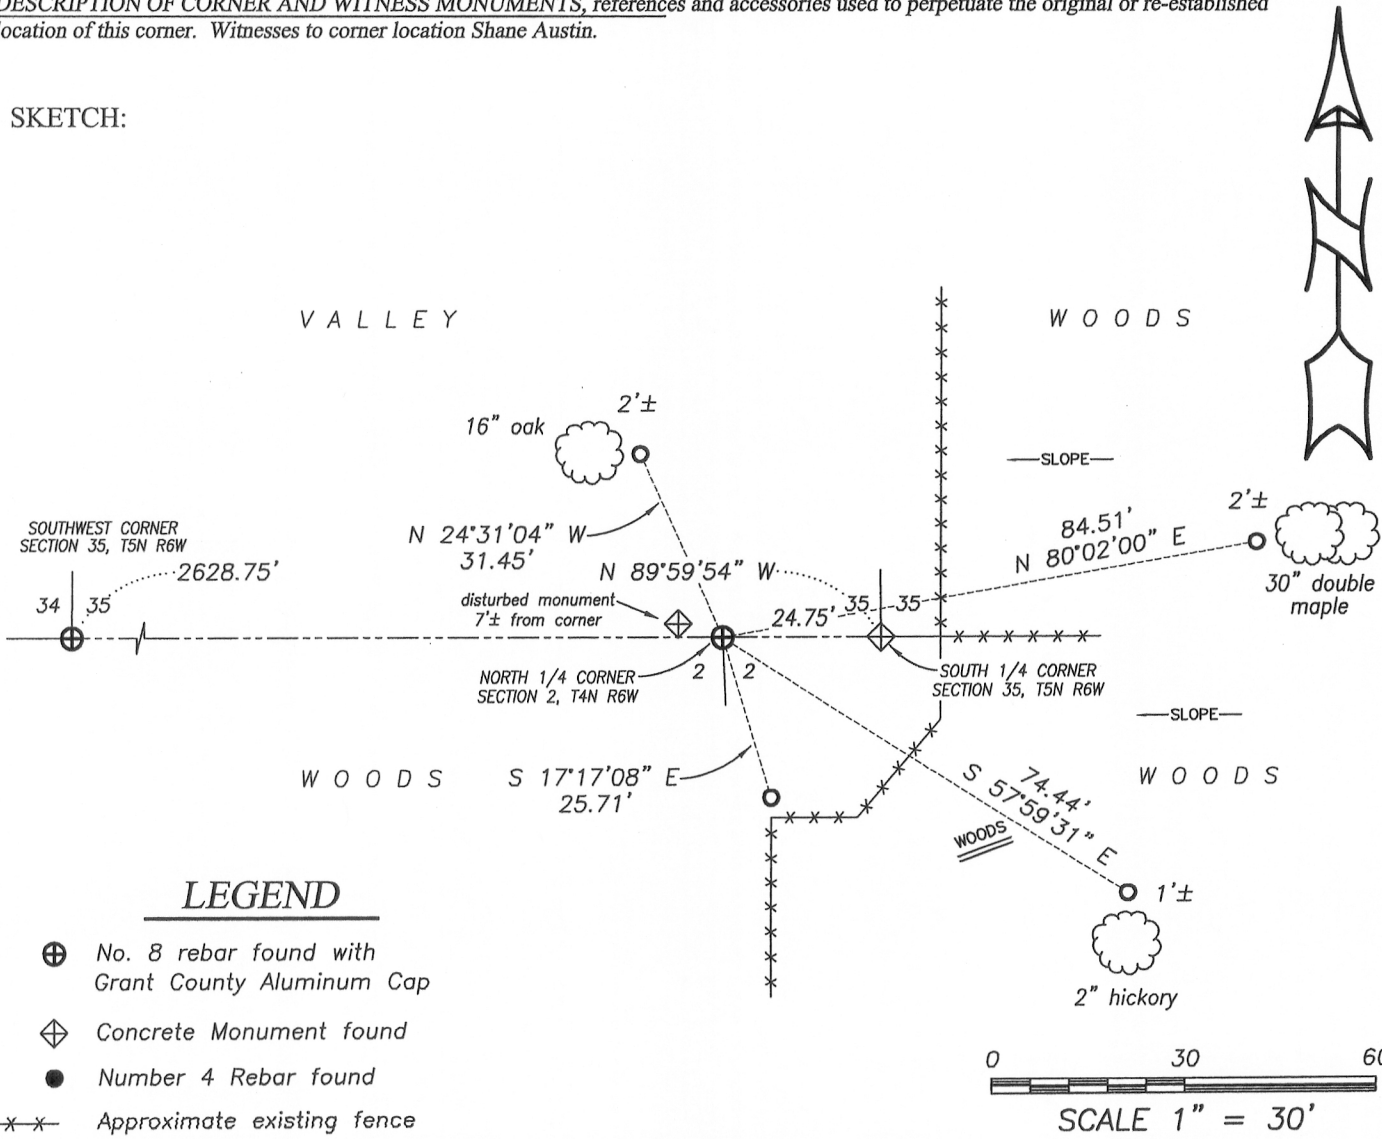 DESCRIPTION OF CORNER AND WITNESS MONUMENTS, references and accessories used to perpetuate the original or re-established
location of this corner. Witnesses to corner location Shane Austin.
SKETCH:
N
VALLEY
WOODS
2'±
16" oak
SLOPE
2'±
84.51'
N 80°02'00" E
30" double
maple
SOUTHWEST CORNER
SECTION 35, T5N R6W
2628.75'
34 35
N 24°31'04" W
31.45'
N 89°59'54" W
disturbed monument
7'± from corner
24.75'
35 35
NORTH 1/4 CORNER
SECTION 2, T4N R6W
2 2
SOUTH 1/4 CORNER
SECTION 35, T5N R6W
SLOPE
WOODS
S 17°17'08" E
25.71'
74.44'
S 57°59'31" E
WOODS
WOODS
1'±
2" hickory
LEGEND
No. 8 rebar found with
Grant County Aluminum Cap
Concrete Monument found
Number 4 Rebar found
Approximate existing fence
0 30 60
SCALE 1" = 30'